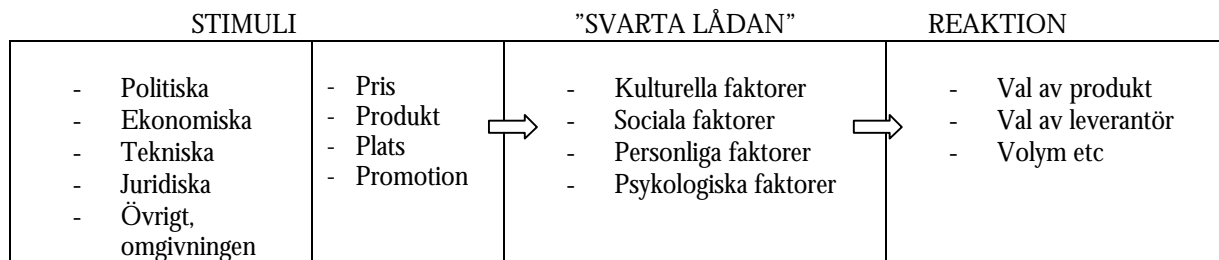 STIMULI
”SVARTA LÅDAN”
REAKTION
- Politiska
- Ekonomiska
- Tekniska
- Juridiska
- Övrigt,
omgivningen
- Pris
- Produkt
- Plats
- Promotion
- Kulturella faktorer
- Sociala faktorer
- Personliga faktorer
- Psykologiska faktorer
- Val av produkt
- Val av leverantör
- Volym etc